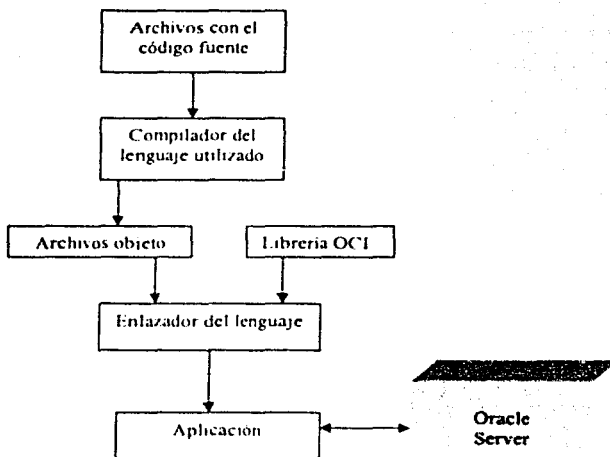 Archivos con el
código fuente
Compilador del
lenguaje utilizado
Archivos objeto
Librería OCI
Enlazador del lenguaje
Aplicación
Oracle
Server